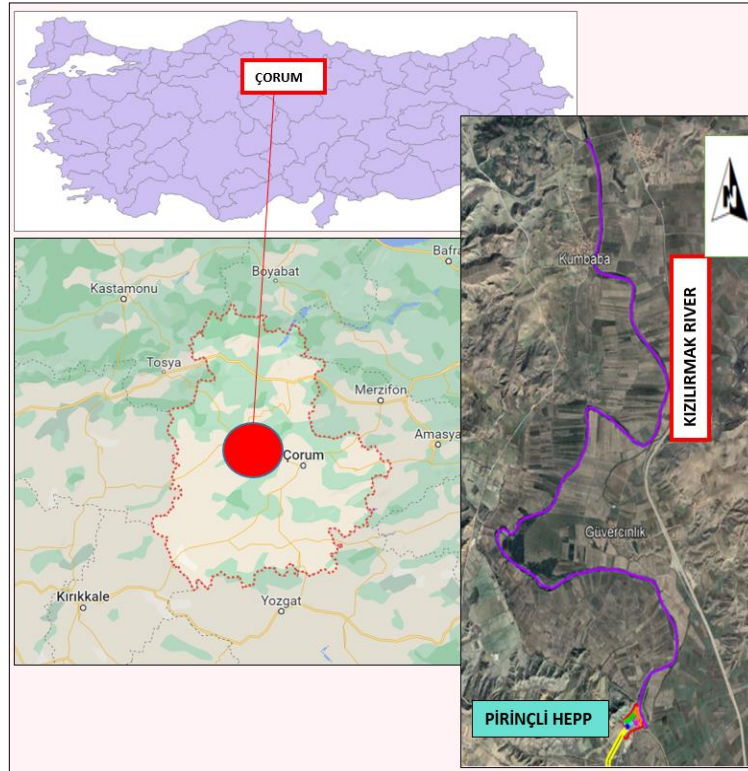 ÇORUM
Bafra
Boyabat
Kastamonu
Tosya
Merzifon
Amasya
Çorum
Kırıkkale
Yozgat
N
Kumbaba
KIZILIRMAK RIVER
Güvercinlik
PİRİNÇLİ HEPP